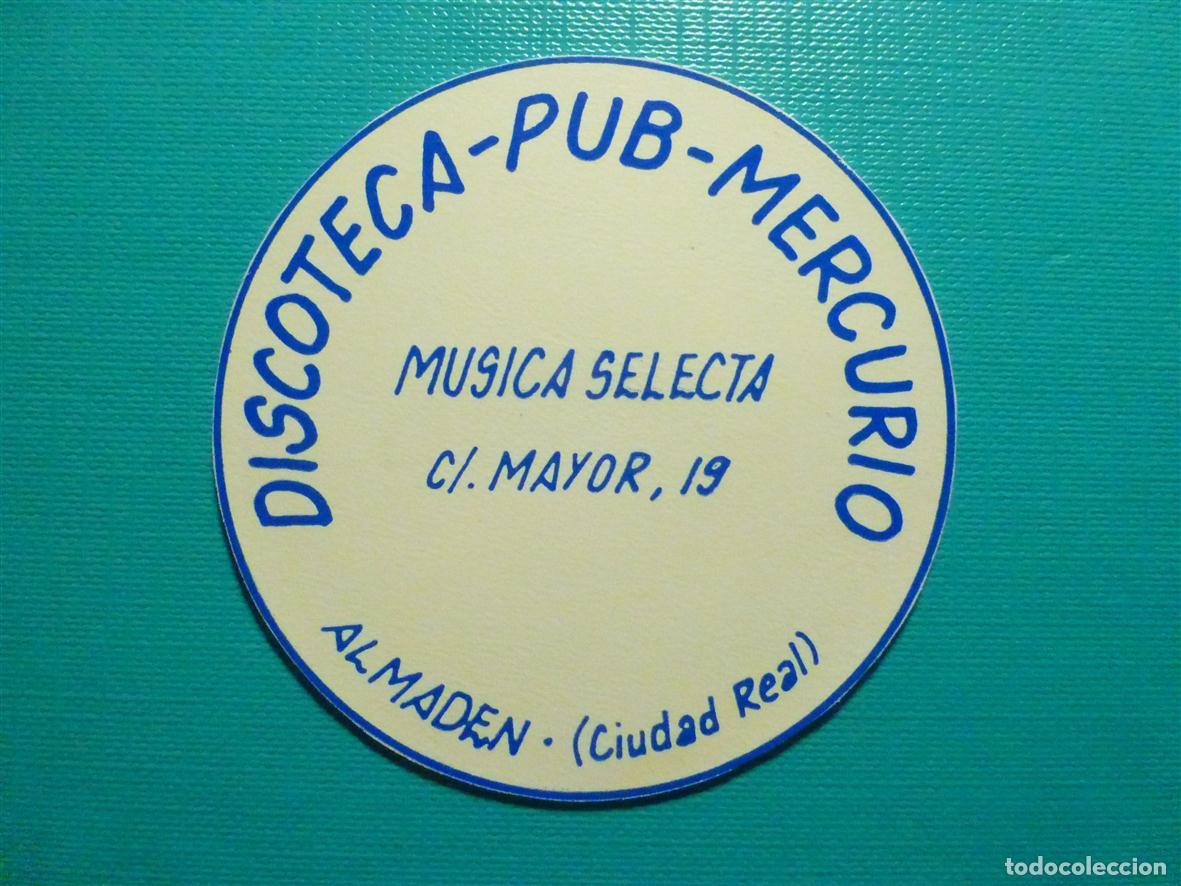 DISCOTECA-PUB-MERCURIO
MUSICA SELECTA
C/. MAYOR, 19
ALMADEN · (Ciudad Real)
todocoleccion